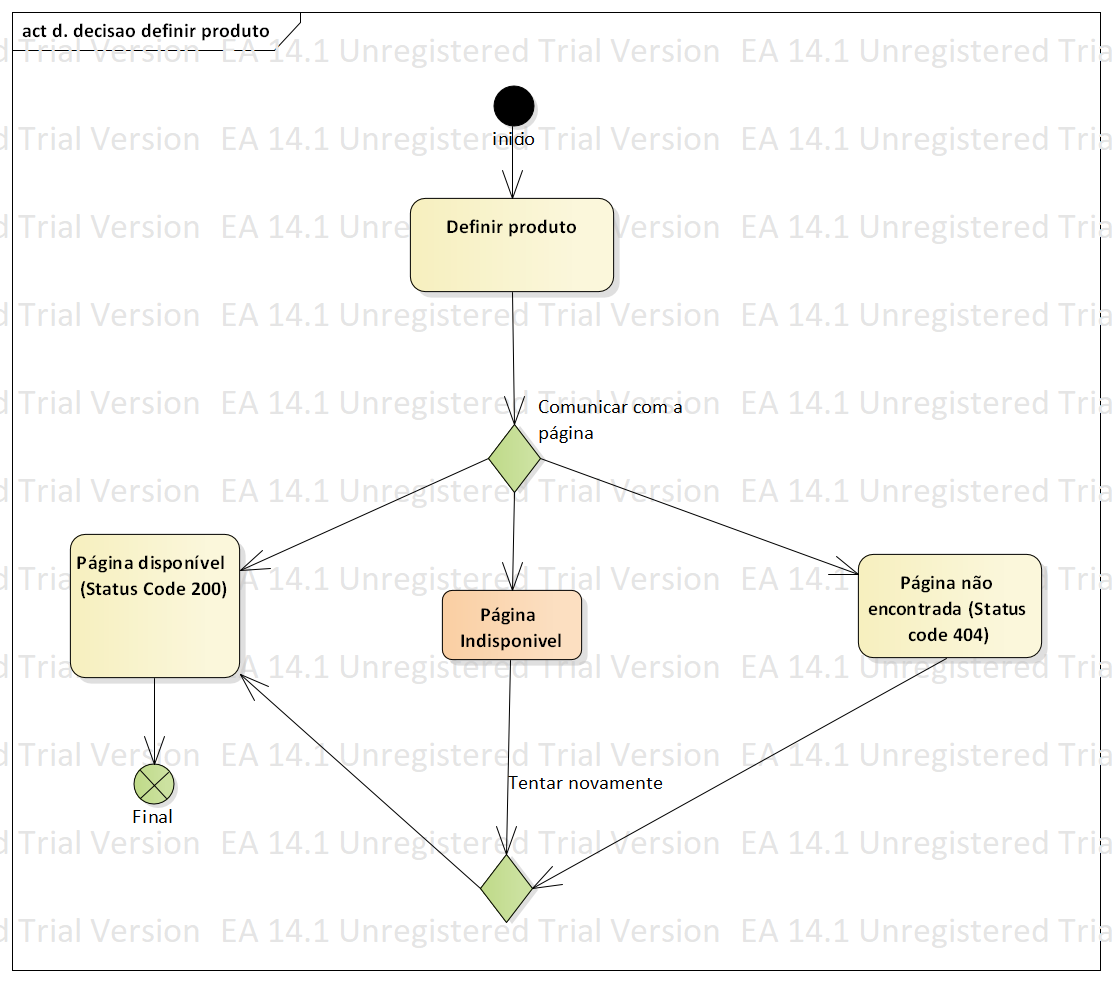 act d. decisao definir produto
EA 14.1 Unregistered Trial Version
inicio
Definir produto
Comunicar com a
página
Página disponível
(Status Code 200)
Página
Indisponivel
Página não
encontrada (Status
code 404)
Tentar novamente
Final